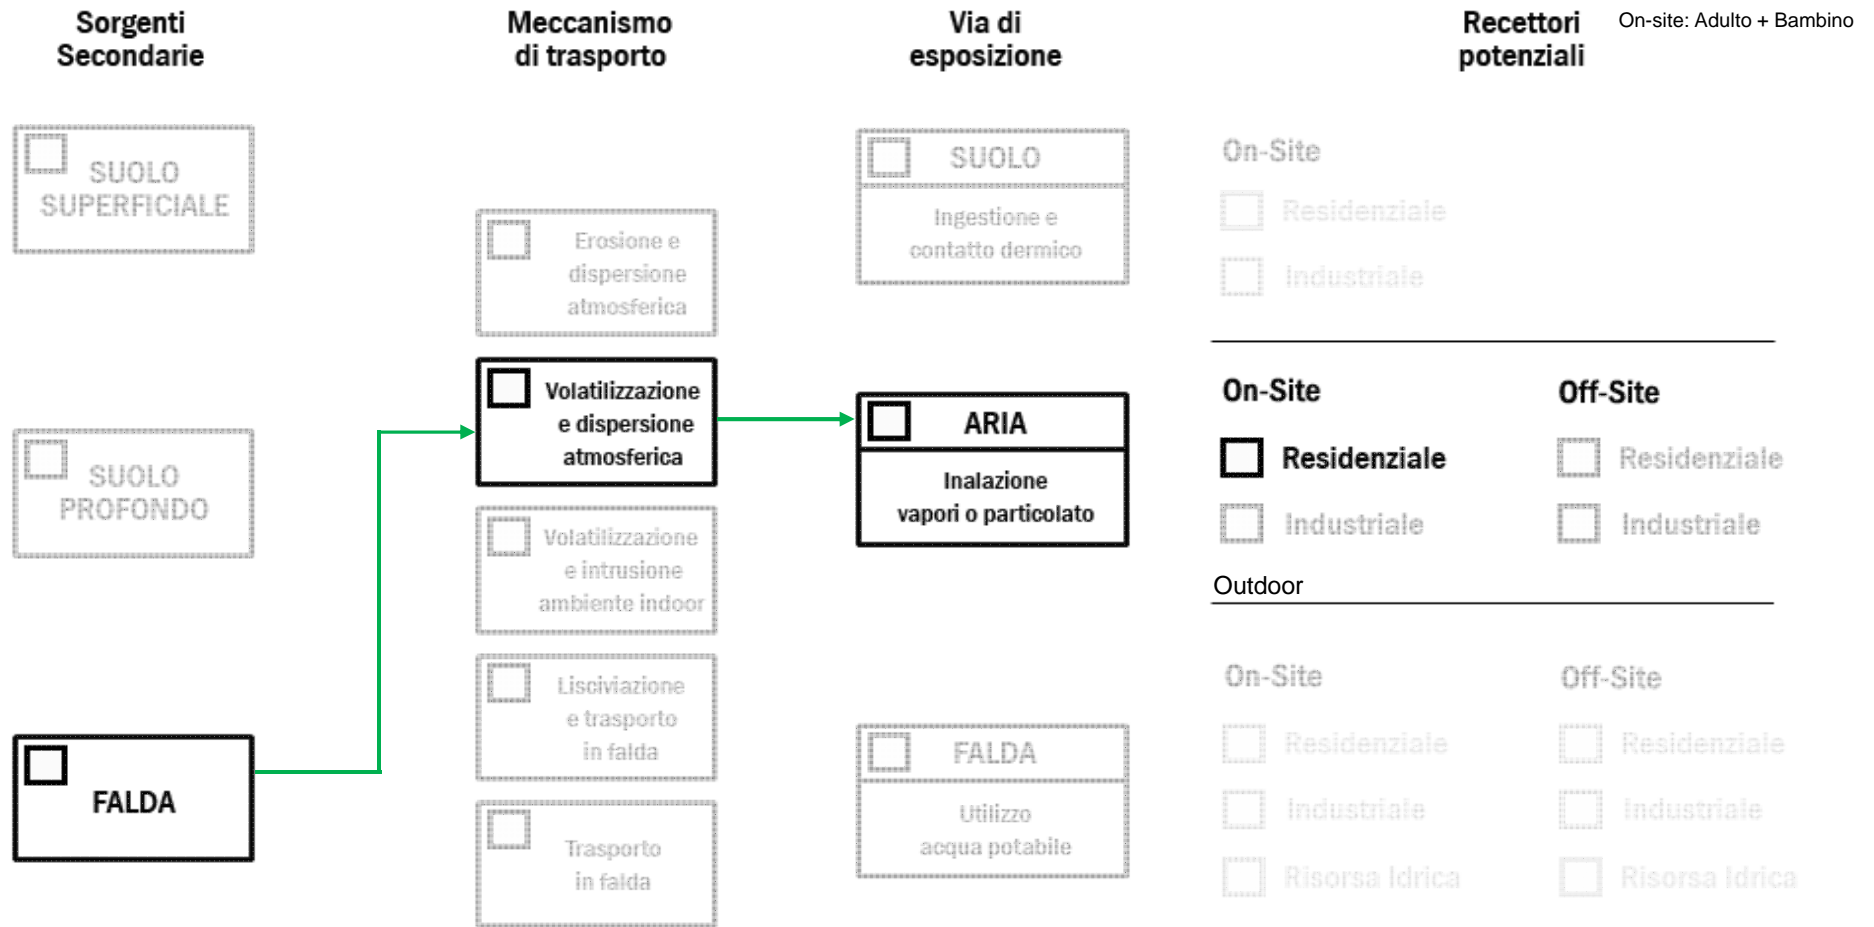 Sorgenti
Secondarie
Meccanismo
di trasporto
Via di
esposizione
Recettori
potenziali
On-site: Adulto + Bambino
SUOLO
SUPERFICIALE
SUOLO
PROFONDO
FALDA
Erosione e
dispersione
atmosferica
Volatilizzazione
e dispersione
atmosferica
Volatilizzazione
e intrusione
ambiente indoor
Lisciviazione
e trasporto
in falda
Trasporto
in falda
SUOLO
Ingestione e
contatto dermico
ARIA
Inalazione
vapori o particolato
FALDA
Utilizzo
acqua potabile
On-Site
Residenziale
Industriale
On-Site
Off-Site
Residenziale
Residenziale
Industriale
Industriale
Outdoor
On-Site
Off-Site
Residenziale
Residenziale
Industriale
Industriale
Risorsa Idrica
Risorsa Idrica